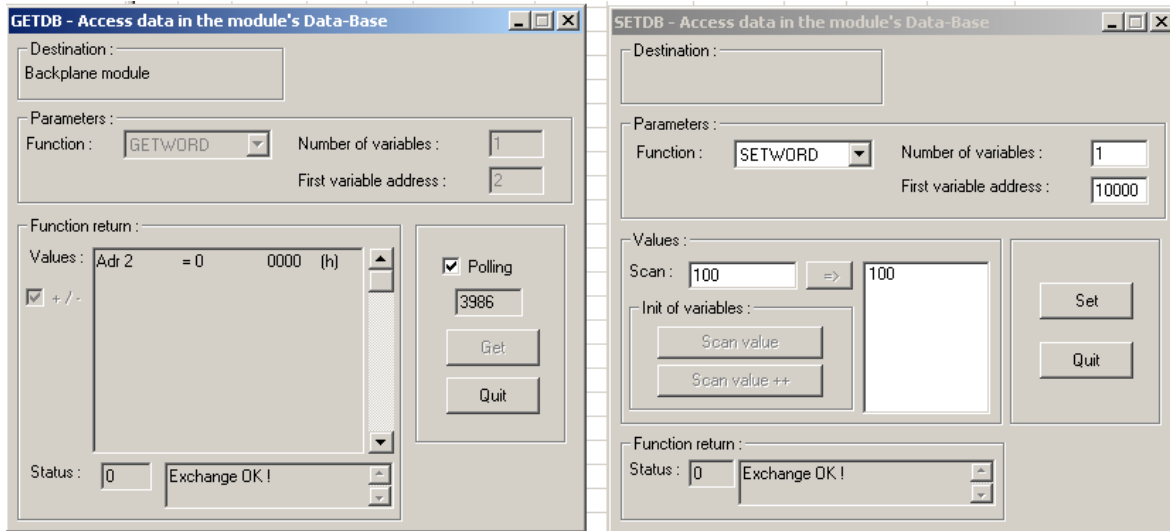 GETDB - Access data in the module's Data-Base
Destination :
Backplane module
Parameters :
Function : GETWORD Number of variables : 1
First variable address : 2
Function return :
Values : Adr 2 = 0 0000 (h)
+ / -
Polling
3986
Get
Quit
Status : 0 Exchange OK !
SETDB - Access data in the module's Data-Base
Destination :
Parameters :
Function : SETWORD Number of variables : 1
First variable address : 10000
Values :
Scan : 100 => 100
Init of variables :
Scan value
Scan value ++
Set
Quit
Function return :
Status : 0 Exchange OK !